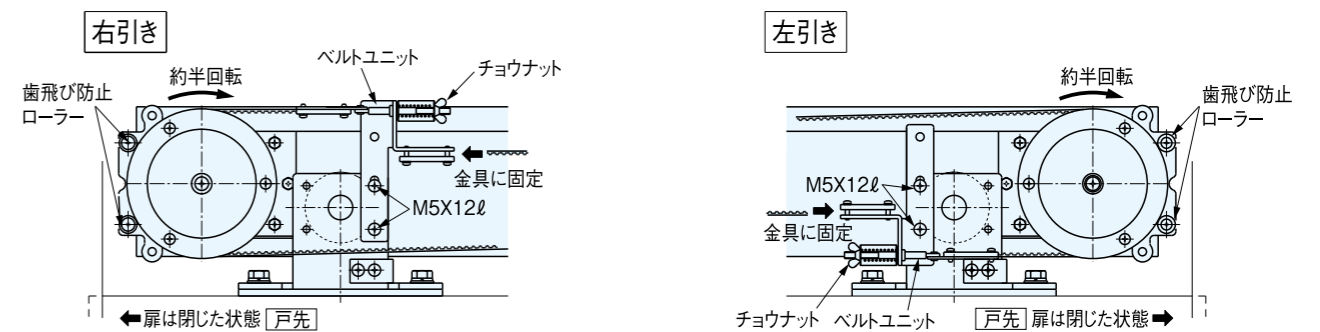 右引き
ベルトユニット
チョウナット
約半回転
歯飛び防止
ローラー
金具に固定
M5X12ℓ
扉は閉じた状態 戸先
左引き
約半回転
歯飛び防止
ローラー
M5X12ℓ
金具に固定
チョウナット ベルトユニット
戸先 扉は閉じた状態